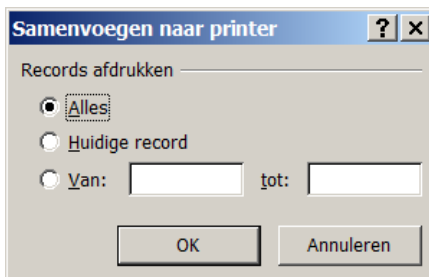 Samenvoegen naar printer
Records afdrukken
Alles
Huidige record
Van: tot:
OK Annuleren